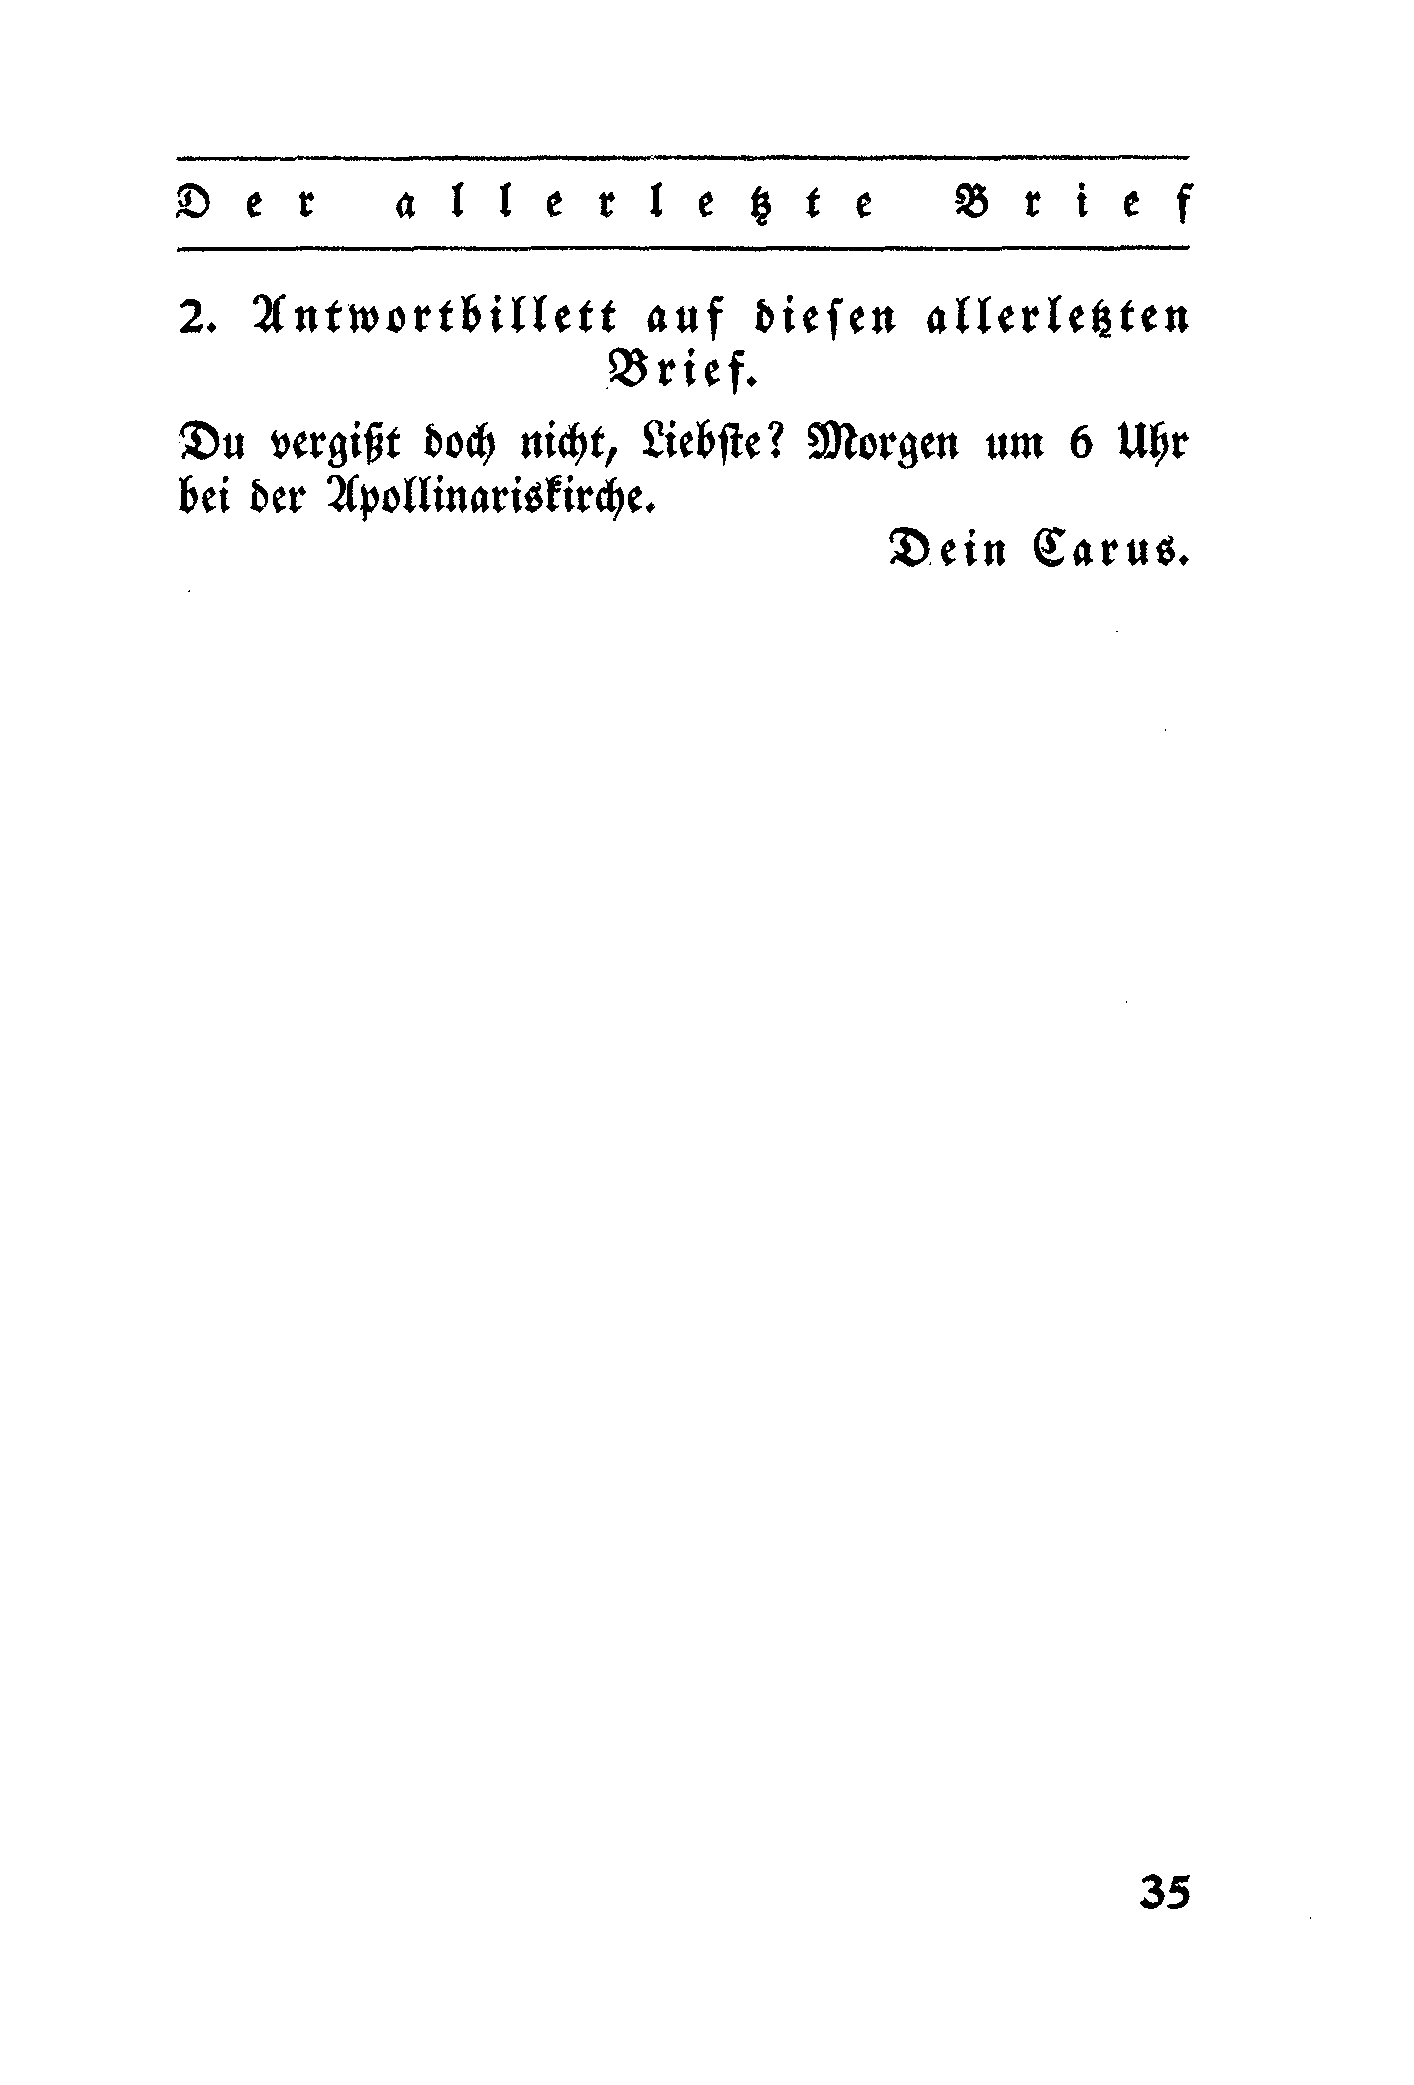 Der allerletzte Brief
2. Antwortbillett auf dieſen allerletzten
Brief.
Du vergißt doch nicht, Liebſte? Morgen um 6 Uhr
bei der Apollinariskirche.
Dein Carus.
35